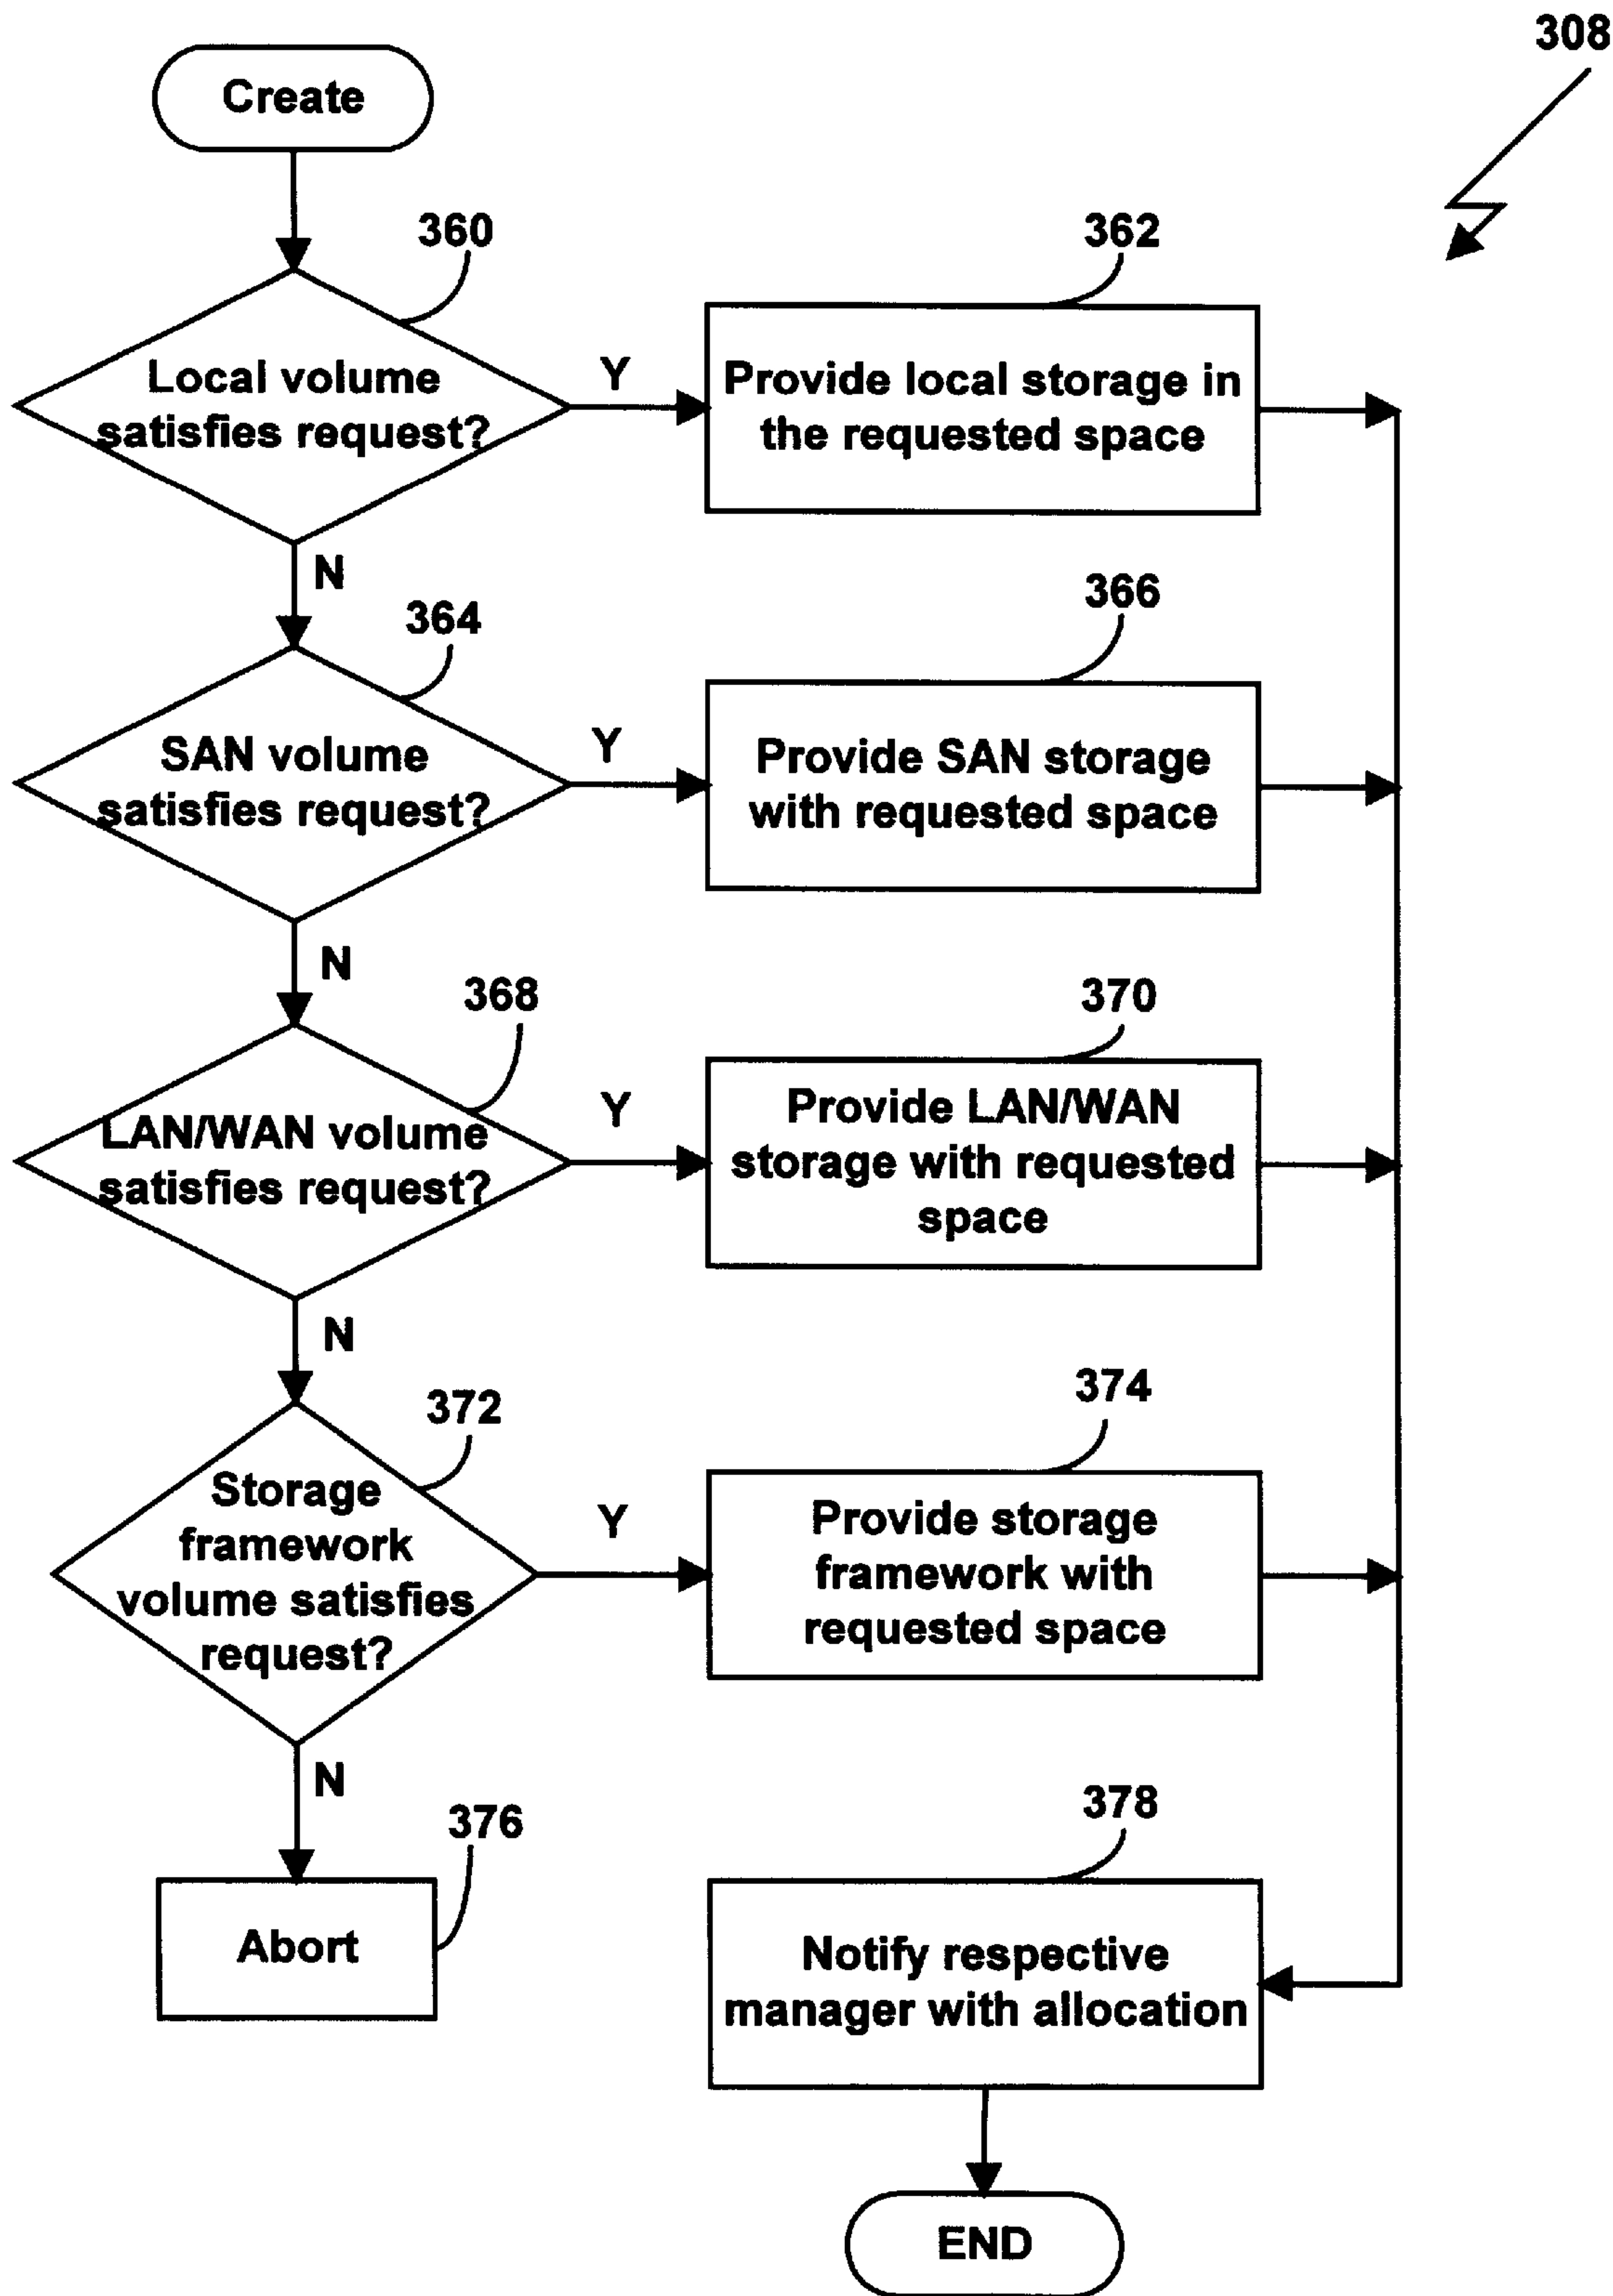 308
Create
360
362
Local volume
satisfies request?
Y
Provide local storage in
the requested space
N
364
366
SAN volume
satisfies request?
Y
Provide SAN storage
with requested space
N
368
370
LAN/WAN volume
satisfies request?
Y
Provide LAN/WAN
storage with requested
space
N
372
374
Storage
framework
volume satisfies
request?
Y
Provide storage
framework with
requested space
N
376
378
Abort
Notify respective
manager with allocation
END